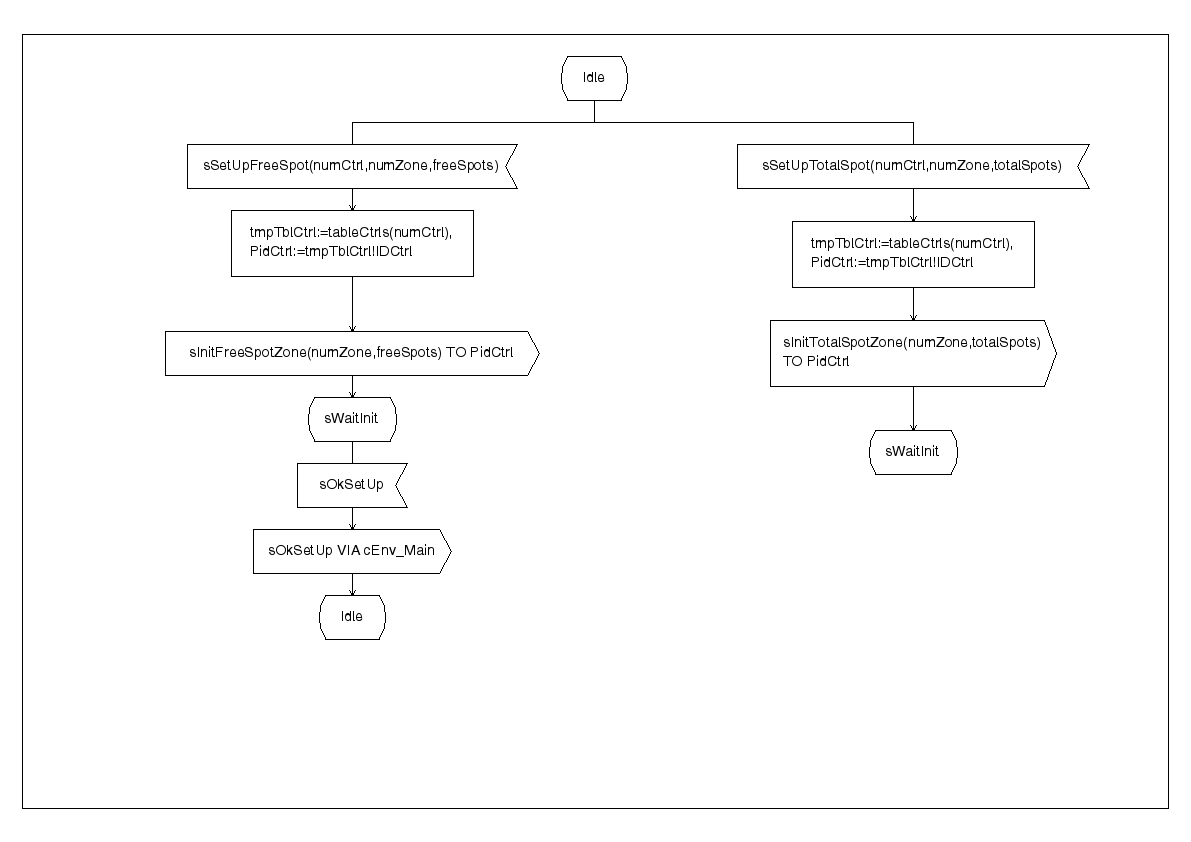 Idle
sSetUpFreeSpot(numCtrl,numZone,freeSpots)
tmpTblCtrl:=tableCtrls(numCtrl),
PidCtrl:=tmpTblCtrl!IDCtrl
sInitFreeSpotZone(numZone,freeSpots) TO PidCtrl
sWaitInit
sOkSetUp
sOkSetUp VIA cEnv_Main
Idle
sSetUpTotalSpot(numCtrl,numZone,totalSpots)
tmpTblCtrl:=tableCtrls(numCtrl),
PidCtrl:=tmpTblCtrl!IDCtrl
sInitTotalSpotZone(numZone,totalSpots)
TO PidCtrl
sWaitInit